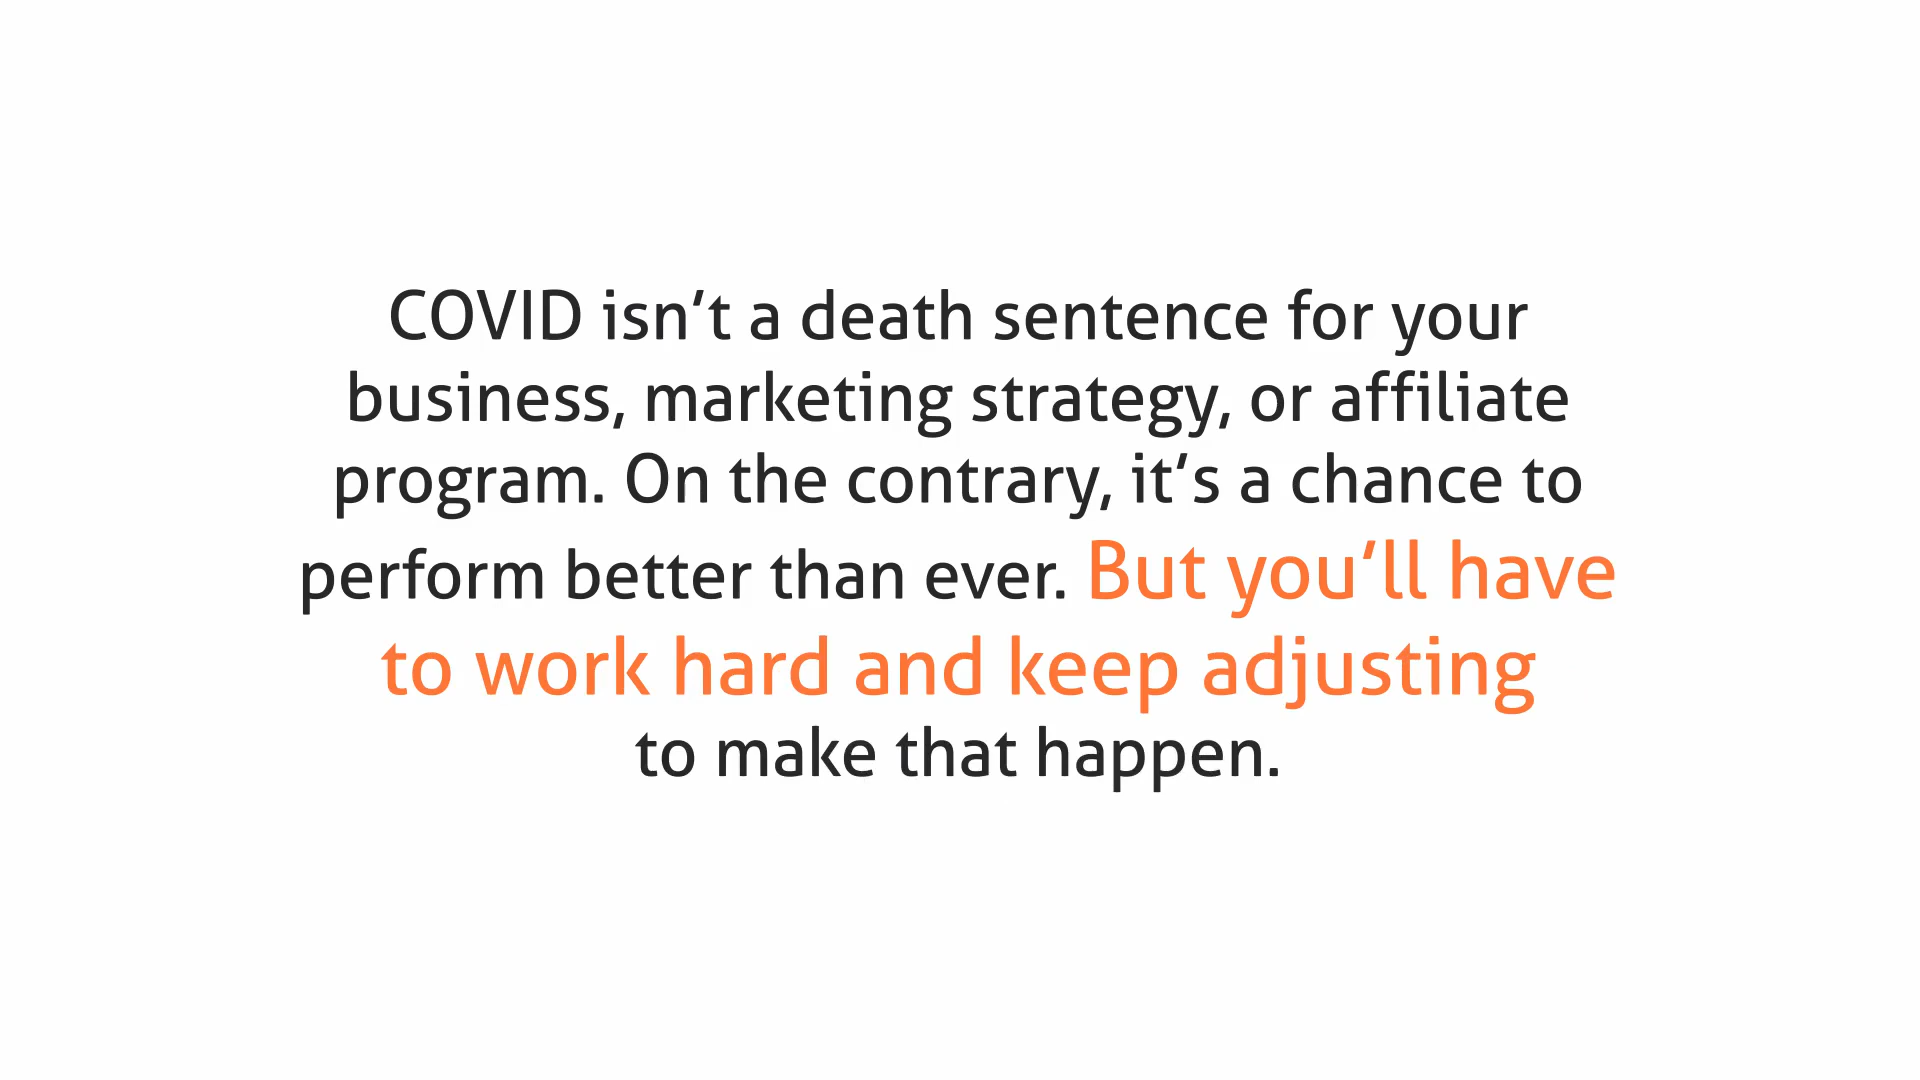 COVID isn’t a death sentence for your
business, marketing strategy, or affiliate
program. On the contrary, it’s a chance to
perform better than ever. But you’ll have
to work hard and keep adjusting
to make that happen.